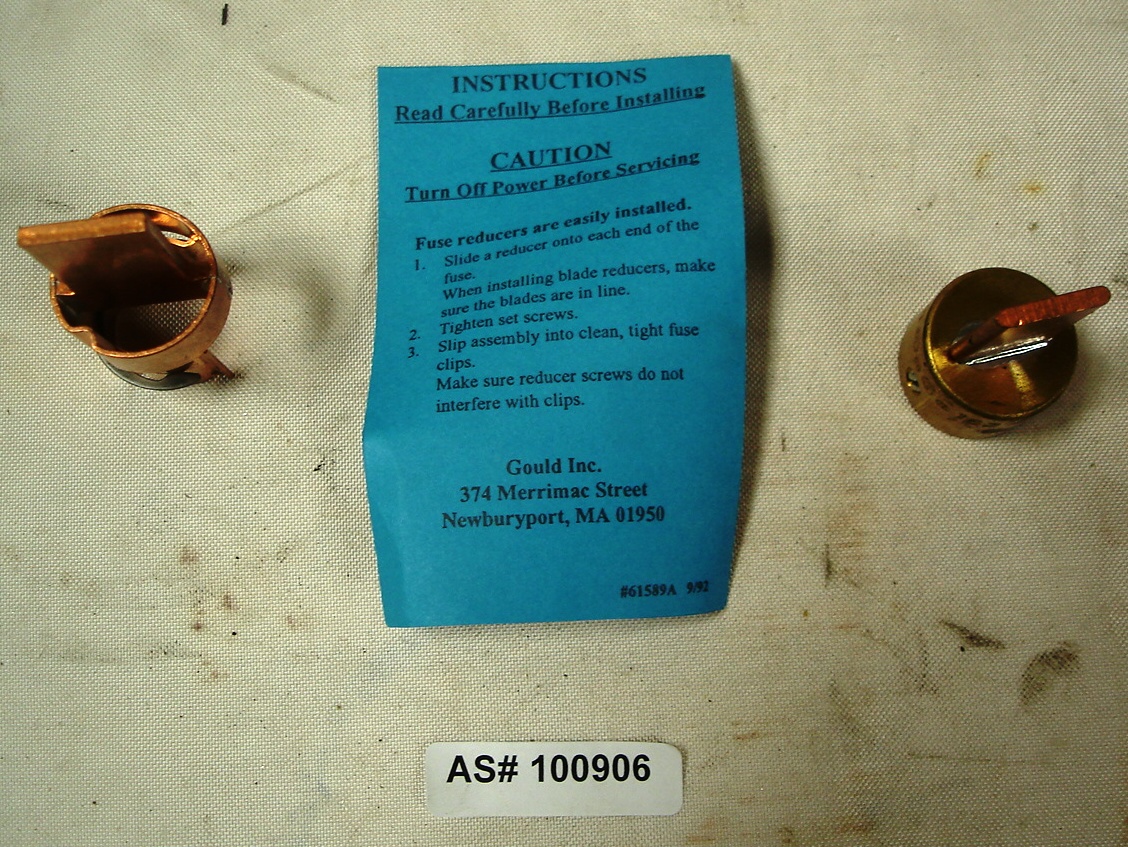 INSTRUCTIONS
Read Carefully Before Installing
CAUTION
Turn Off Power Before Servicing
Fuse reducers are easily installed.
1. Slide a reducer onto each end of the
fuse.
When installing blade reducers, make
sure the blades are in line.
2. Tighten set screws.
3. Slip assembly into clean, tight fuse
clips.
Make sure reducer screws do not
interfere with clips.
Gould Inc.
374 Merrimac Street
Newburyport, MA 01950
#61589A 9/92
AS# 100906